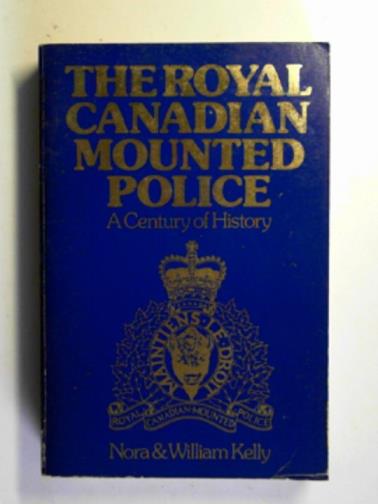 THE ROYAL
CANADIAN
MOUNTED
POLICE
A Century of History
MAINTIENS LE DROIT
ROYAL CANADIAN MOUNTED POLICE
Nora & William Kelly